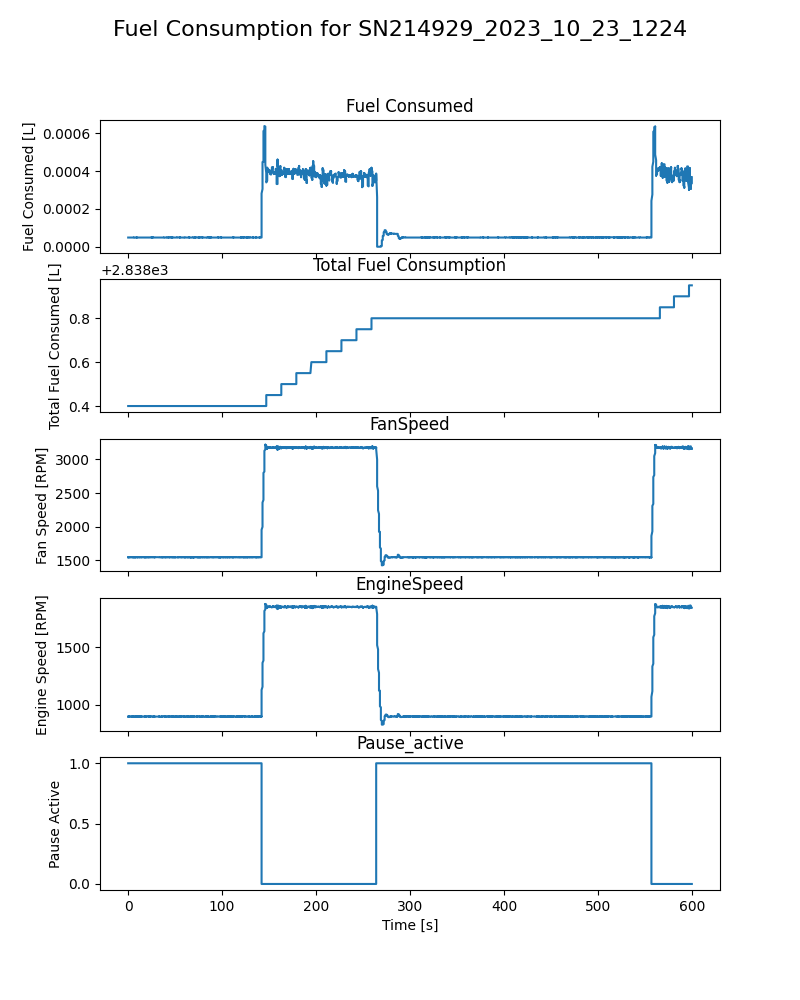 Fuel Consumption for SN214929_2023_10_23_1224
Fuel Consumed
Fuel Consumed [L]
0.0006
0.0004
0.0002
0.0000
Total Fuel Consumption
+2.838e3
Total Fuel Consumed [L]
0.8
0.6
0.4
FanSpeed
Fan Speed [RPM]
3000
2500
2000
1500
EngineSpeed
Engine Speed [RPM]
1500
1000
Pause_active
Pause Active
1.0
0.5
0.0
0 100 200 300 400 500 600
Time [s]